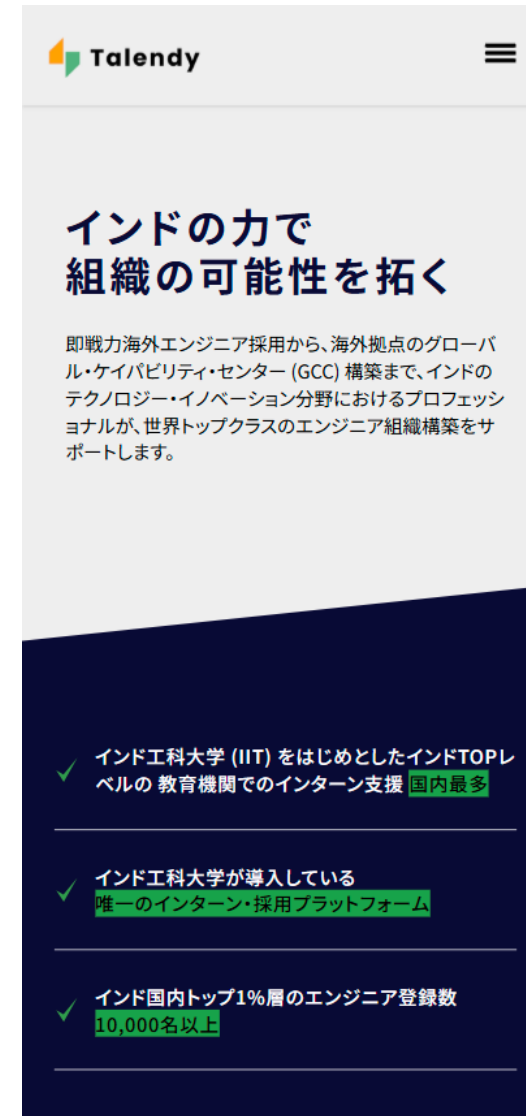 Talendy
インドの力で
組織の可能性を拓く
即戦力海外エンジニア採用から、海外拠点のグローバ
ル・ケイパビリティ・センター (GCC) 構築まで、インドの
テクノロジー・イノベーション分野におけるプロフェッシ
ョナルが、世界トップクラスのエンジニア組織構築をサ
ポートします。
インド工科大学 (IIT) をはじめとしたインドTOPレ
ベルの 教育機関でのインターン支援 国内最多
インド工科大学が導入している
唯一のインターン・採用プラットフォーム
インド国内トップ1%層のエンジニア登録数
10,000名以上